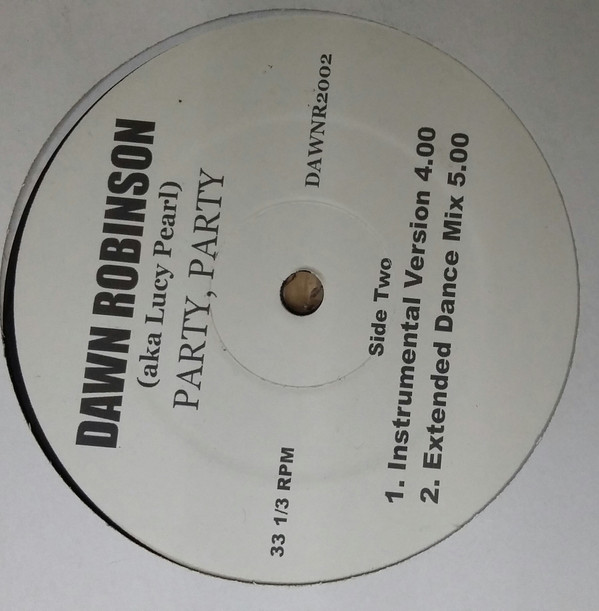 DAWN ROBINSON
(aka Lucy Pearl)
PARTY, PARTY
33 1/3 RPM
DAWNR2002
Side Two
1. Instrumental Version 4.00
2. Extended Dance Mix 5.00